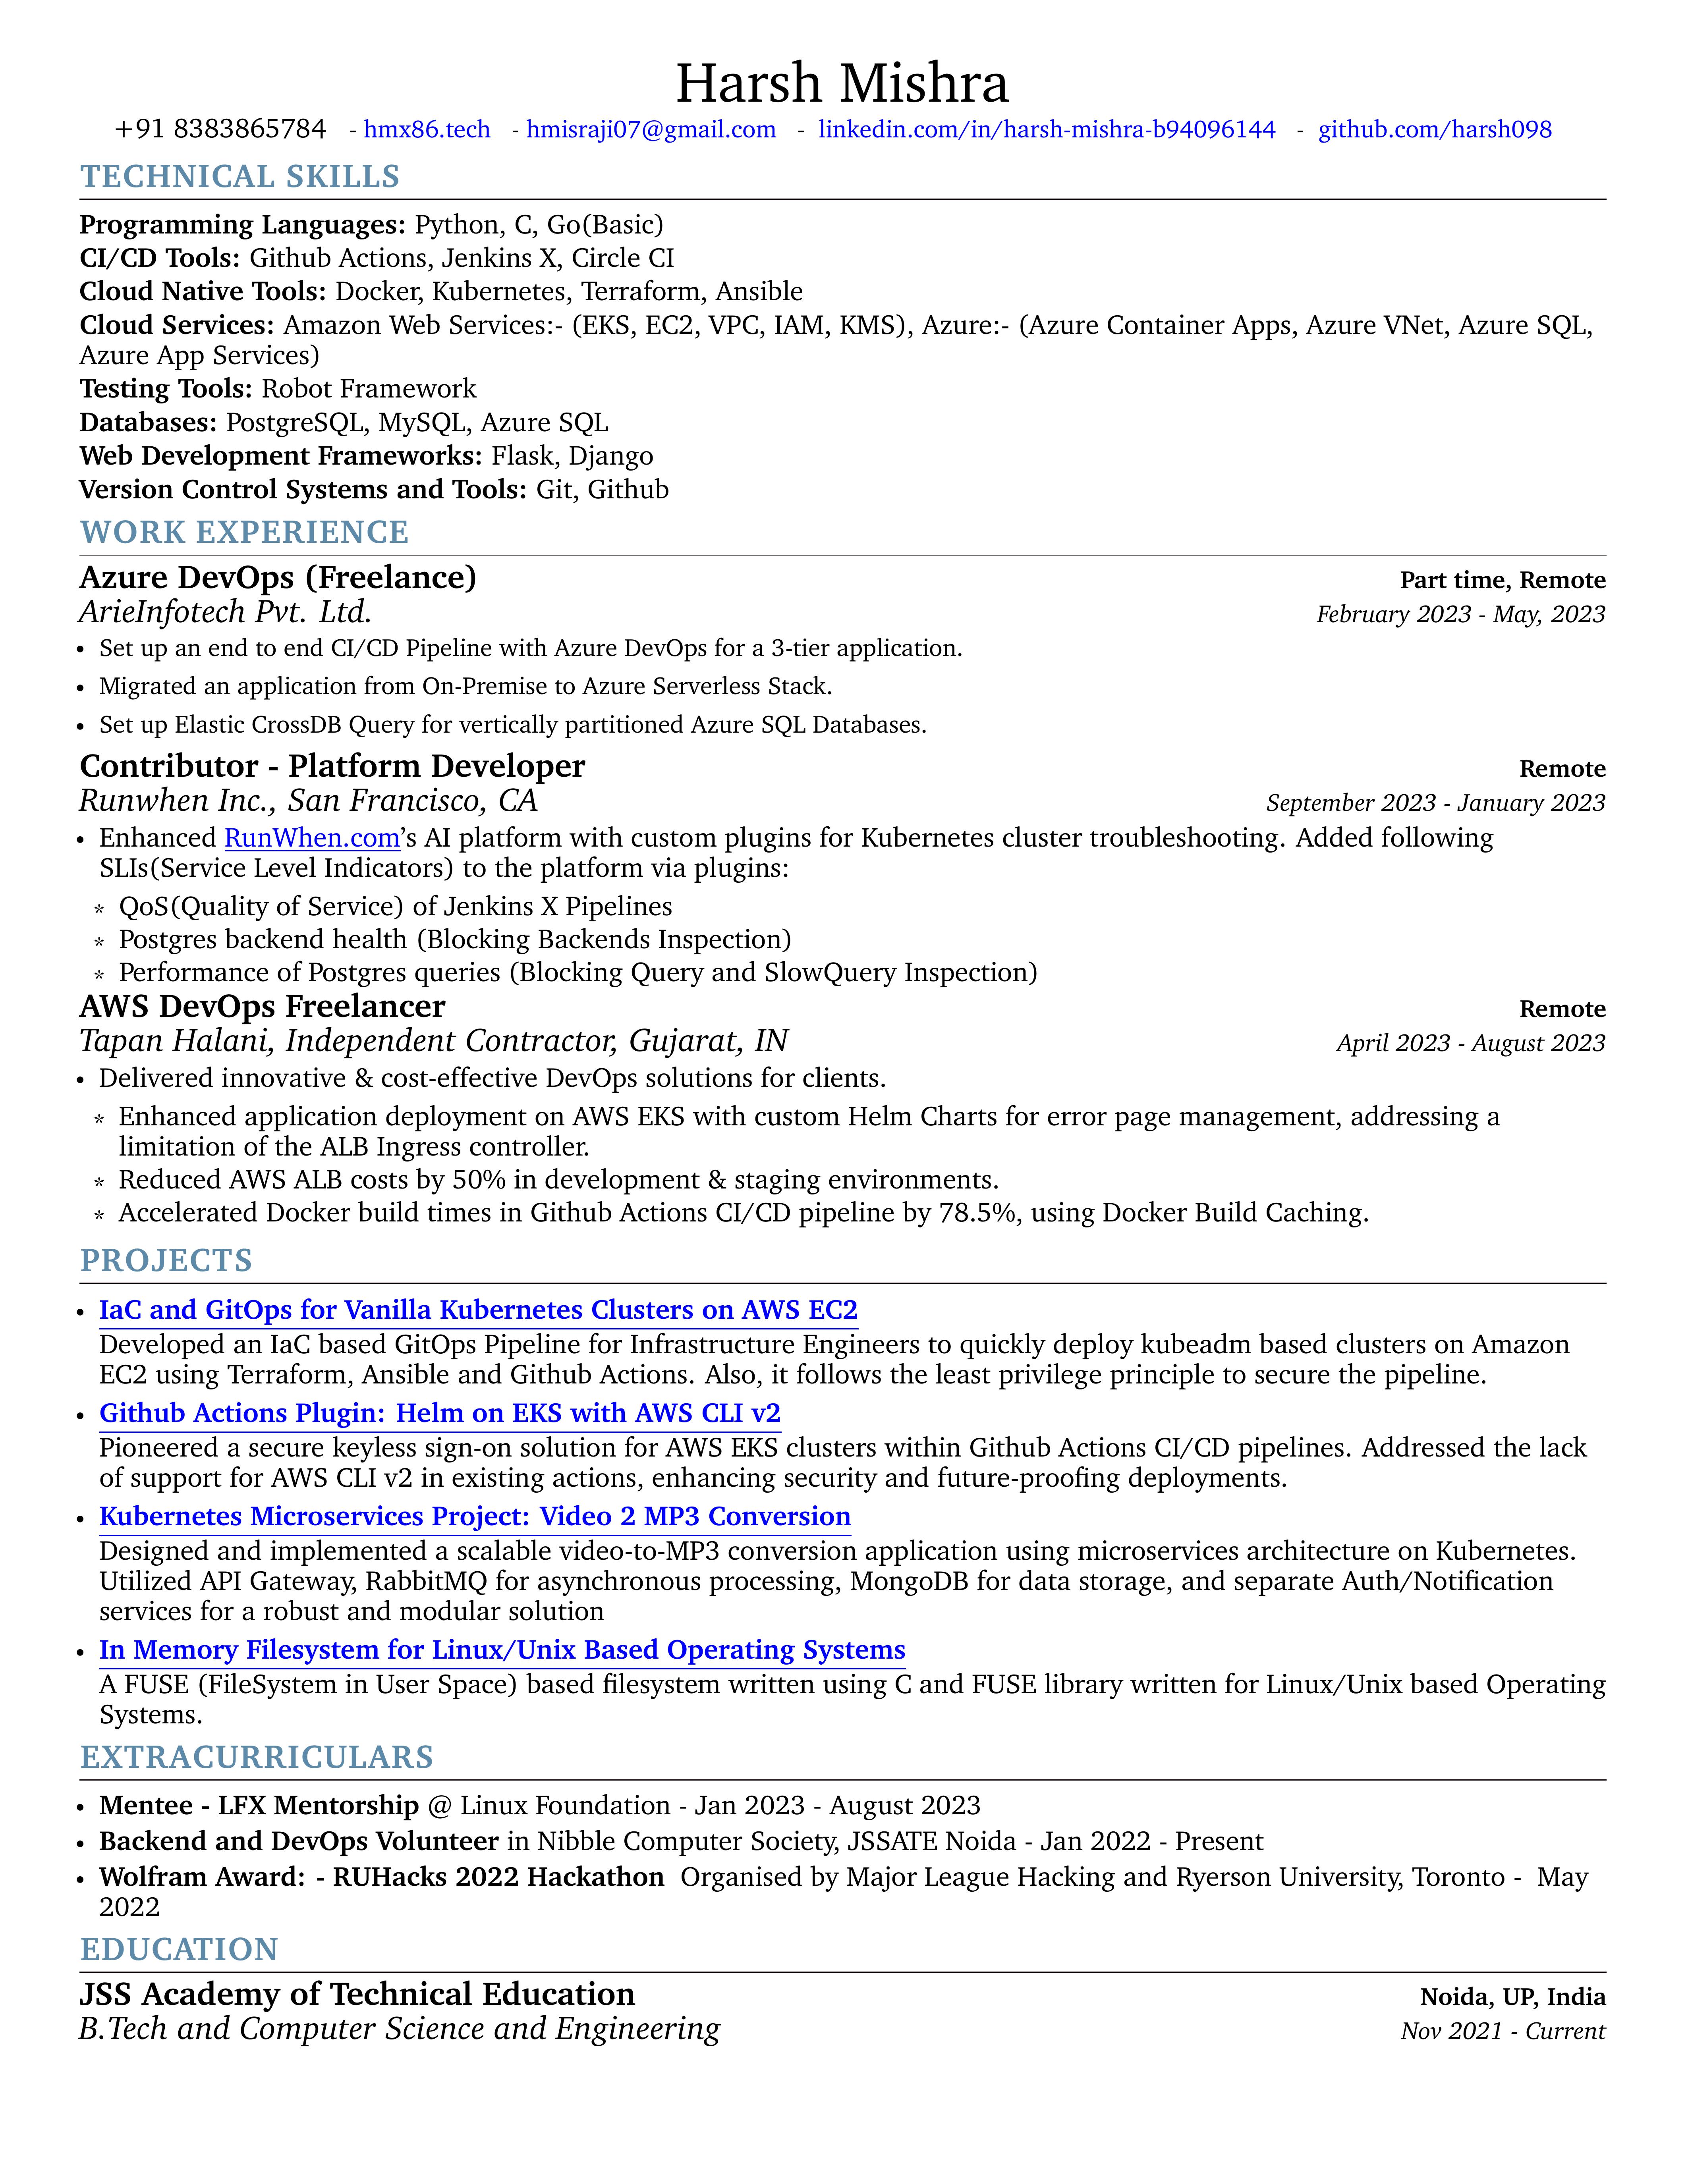 Harsh Mishra
+91 8383865784 - hmx86.tech - hmisraji07@gmail.com - linkedin.com/in/harsh-mishra-b94096144 - github.com/harsh098
TECHNICAL SKILLS
Programming Languages: Python, C, Go(Basic)
CI/CD Tools: Github Actions, Jenkins X, Circle CI
Cloud Native Tools: Docker, Kubernetes, Terraform, Ansible
Cloud Services: Amazon Web Services:- (EKS, EC2, VPC, IAM, KMS), Azure:- (Azure Container Apps, Azure VNet, Azure SQL,
Azure App Services)
Testing Tools: Robot Framework
Databases: PostgreSQL, MySQL, Azure SQL
Web Development Frameworks: Flask, Django
Version Control Systems and Tools: Git, Github
WORK EXPERIENCE
Azure DevOps (Freelance) Part time, Remote
ArieInfotech Pvt. Ltd. February 2023 - May, 2023
• Set up an end to end CI/CD Pipeline with Azure DevOps for a 3-tier application.
• Migrated an application from On-Premise to Azure Serverless Stack.
• Set up Elastic CrossDB Query for vertically partitioned Azure SQL Databases.
Contributor - Platform Developer Remote
Runwhen Inc., San Francisco, CA September 2023 - January 2023
• Enhanced RunWhen.com's AI platform with custom plugins for Kubernetes cluster troubleshooting. Added following
SLIs(Service Level Indicators) to the platform via plugins:
* QoS(Quality of Service) of Jenkins X Pipelines
* Postgres backend health (Blocking Backends Inspection)
* Performance of Postgres queries (Blocking Query and SlowQuery Inspection)
AWS DevOps Freelancer Remote
Tapan Halani, Independent Contractor, Gujarat, IN April 2023 - August 2023
• Delivered innovative & cost-effective DevOps solutions for clients.
* Enhanced application deployment on AWS EKS with custom Helm Charts for error page management, addressing a
limitation of the ALB Ingress controller.
* Reduced AWS ALB costs by 50% in development & staging environments.
* Accelerated Docker build times in Github Actions CI/CD pipeline by 78.5%, using Docker Build Caching.
PROJECTS
• IaC and GitOps for Vanilla Kubernetes Clusters on AWS EC2
Developed an IaC based GitOps Pipeline for Infrastructure Engineers to quickly deploy kubeadm based clusters on Amazon
EC2 using Terraform, Ansible and Github Actions. Also, it follows the least privilege principle to secure the pipeline.
• Github Actions Plugin: Helm on EKS with AWS CLI v2
Pioneered a secure keyless sign-on solution for AWS EKS clusters within Github Actions CI/CD pipelines. Addressed the lack
of support for AWS CLI v2 in existing actions, enhancing security and future-proofing deployments.
• Kubernetes Microservices Project: Video 2 MP3 Conversion
Designed and implemented a scalable video-to-MP3 conversion application using microservices architecture on Kubernetes.
Utilized API Gateway, RabbitMQ for asynchronous processing, MongoDB for data storage, and separate Auth/Notification
services for a robust and modular solution
• In Memory Filesystem for Linux/Unix Based Operating Systems
A FUSE (FileSystem in User Space) based filesystem written using C and FUSE library written for Linux/Unix based Operating
Systems.
EXTRACURRICULARS
• Mentee - LFX Mentorship @ Linux Foundation - Jan 2023 - August 2023
• Backend and DevOps Volunteer in Nibble Computer Society, JSSATE Noida - Jan 2022 - Present
• Wolfram Award: - RUHacks 2022 Hackathon Organised by Major League Hacking and Ryerson University, Toronto - May
2022
EDUCATION
JSS Academy of Technical Education Noida, UP, India
B.Tech and Computer Science and Engineering Nov 2021 - Current